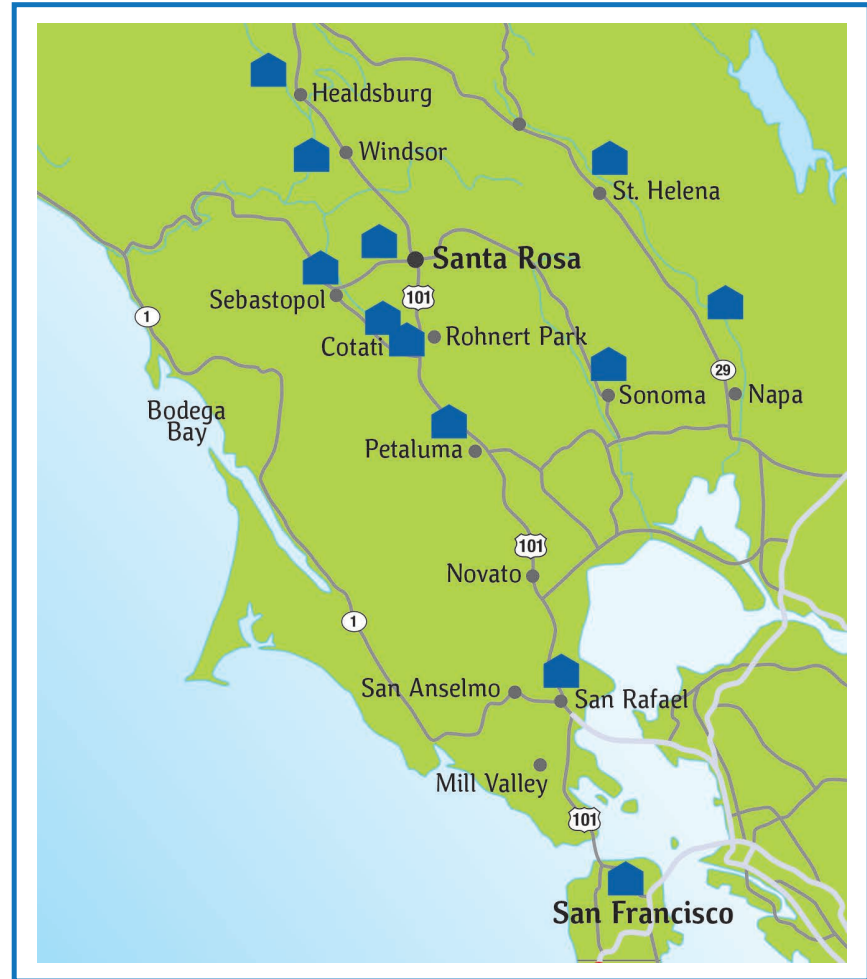 Healdsburg
Windsor
St. Helena
Santa Rosa
Sebastopol
101
1
Cotati
Rohnert Park
29
Sonoma
Napa
Bodega
Bay
Petaluma
101
Novato
1
San Anselmo
San Rafael
Mill Valley
101
San Francisco